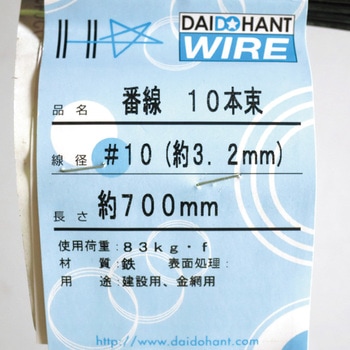 DAIDOHANT
WIRE
品名 番線 10本束
線径 #10(約3.2mm)
長さ 約700mm
使用荷重:83kg・f
材 質:鉄 表面処理:
用 途:建設用、金網用
http://www.daidohant.com